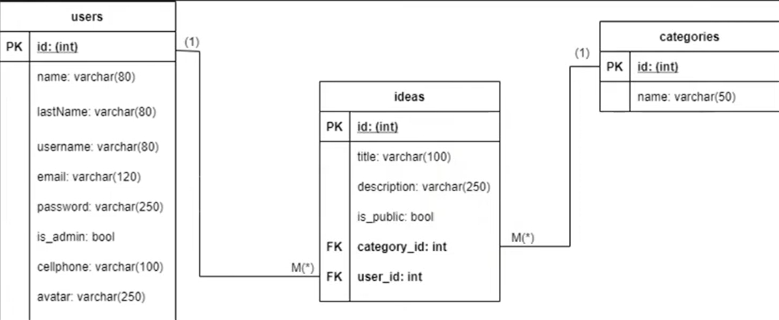 users
PK id: (int)
name: varchar(80)
lastName: varchar(80)
username: varchar(80)
email: varchar(120)
password: varchar(250)
is_admin: bool
cellphone: varchar(100)
avatar: varchar(250)
(1)
M(*)
ideas
PK id: (int)
title: varchar(100)
description: varchar(250)
is_public: bool
FK category_id: int
FK user_id: int
M(*)
(1)
categories
PK id: (int)
name: varchar(50)